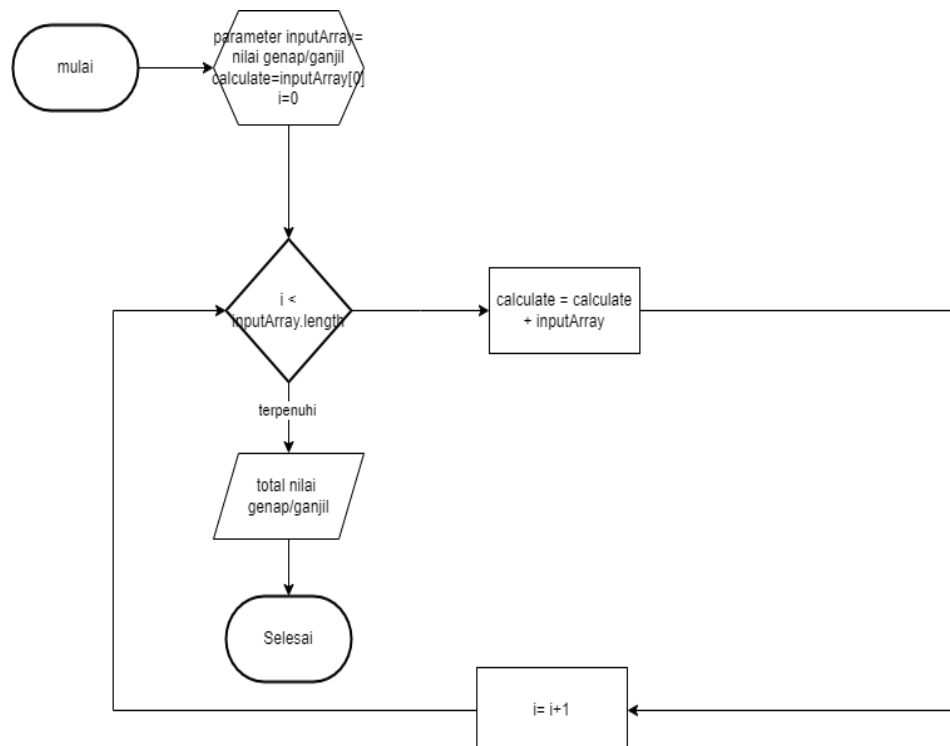 mulai
parameter inputArray=
nilai genap/ganjil
calculate=inputArray[0]
i=0
i <
inputArray.length
calculate = calculate
+ inputArray
terpenuhi
total nilai
genap/ganjil
Selesai
i= i+1